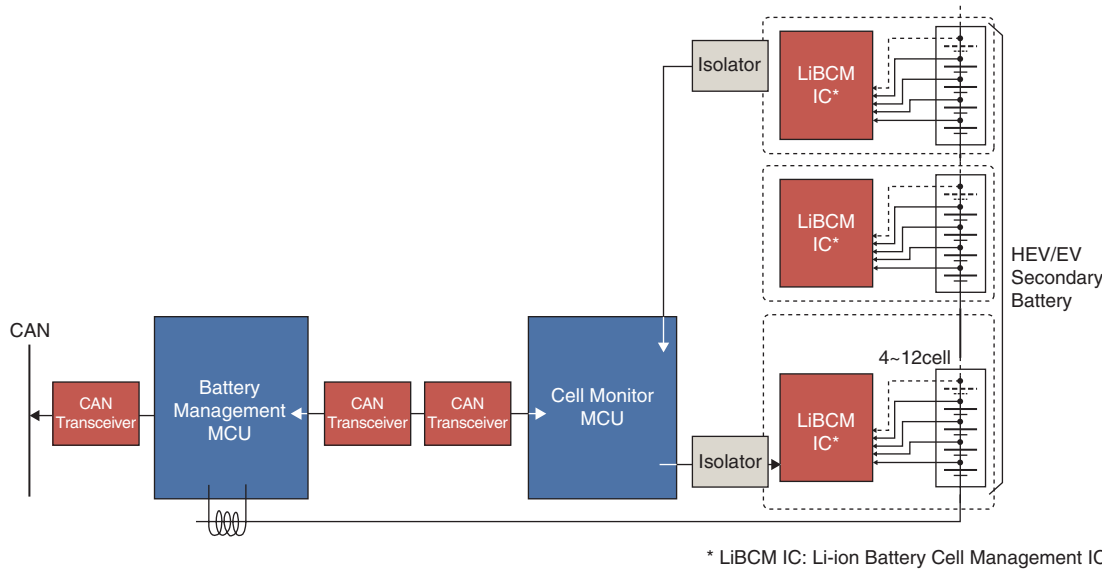 Isolator
LiBCM
IC*
LiBCM
IC*
HEV/EV
Secondary
Battery
CAN
4~12cell
Battery
Management
MCU
CAN
Transceiver
CAN
Transceiver
CAN
Transceiver
Cell Monitor
MCU
LiBCM
IC*
Isolator
* LiBCM IC: Li-ion Battery Cell Management IC